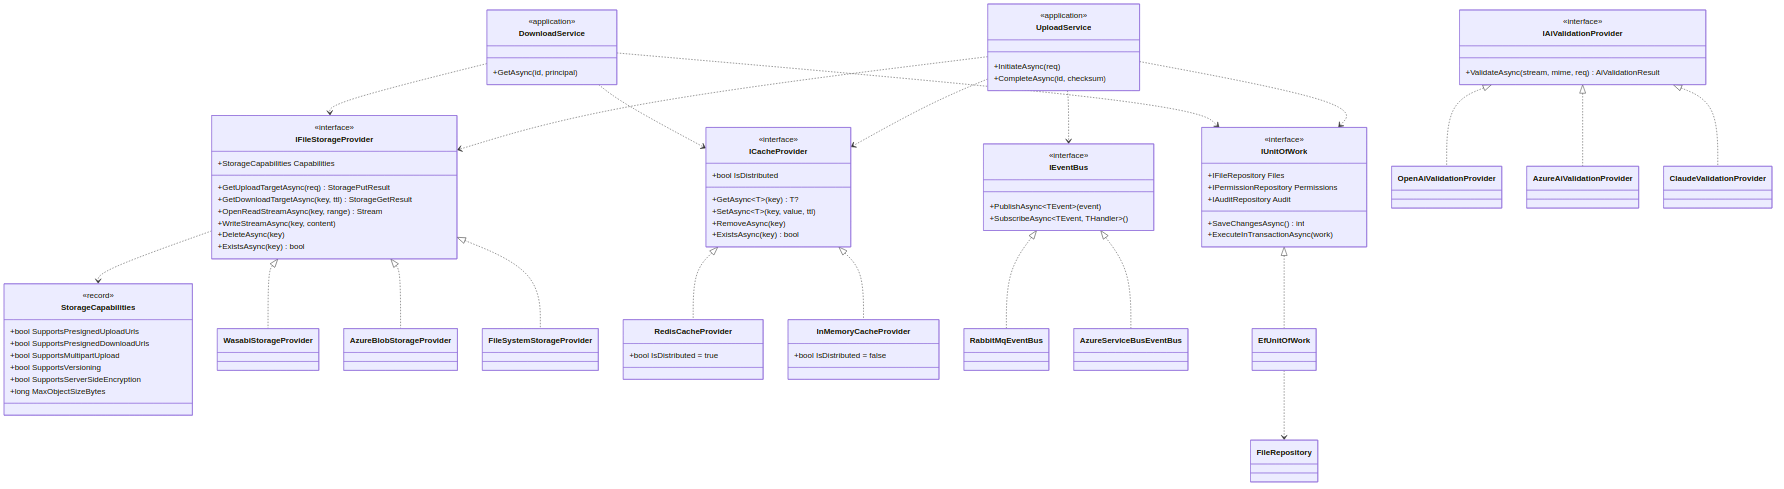 «application»
DownloadService
+GetAsync(id, principal)
«application»
UploadService
+InitiateAsync(req)
+CompleteAsync(id, checksum)
«interface»
IAiValidationProvider
+ValidateAsync(stream, mime, req) : AiValidationResult
«interface»
IFileStorageProvider
+StorageCapabilities Capabilities
+GetUploadTargetAsync(req) : StoragePutResult
+GetDownloadTargetAsync(key, ttl) : StorageGetResult
+OpenReadStreamAsync(key, range) : Stream
+WriteStreamAsync(key, content)
+DeleteAsync(key)
+ExistsAsync(key) : bool
«interface»
ICacheProvider
+bool IsDistributed
+GetAsync<T>(key) : T?
+SetAsync<T>(key, value, ttl)
+RemoveAsync(key)
+ExistsAsync(key) : bool
«interface»
IEventBus
+PublishAsync<TEvent>(event)
+SubscribeAsync<TEvent, THandler>()
«interface»
IUnitOfWork
+IFileRepository Files
+IPermissionRepository Permissions
+IAuditRepository Audit
+SaveChangesAsync() : int
+ExecuteInTransactionAsync(work)
OpenAiValidationProvider
AzureAiValidationProvider
ClaudeValidationProvider
«record»
StorageCapabilities
+bool SupportsPresignedUploadUrls
+bool SupportsPresignedDownloadUrls
+bool SupportsMultipartUpload
+bool SupportsVersioning
+bool SupportsServerSideEncryption
+long MaxObjectSizeBytes
WasabiStorageProvider
AzureBlobStorageProvider
FileSystemStorageProvider
RedisCacheProvider
+bool IsDistributed = true
InMemoryCacheProvider
+bool IsDistributed = false
RabbitMqEventBus
AzureServiceBusEventBus
EfUnitOfWork
FileRepository